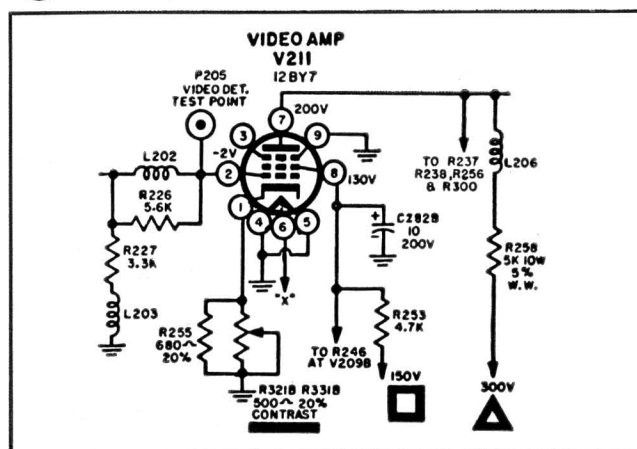 VIDEO AMP
V211
12BY7
P205
VIDEO DET.
TEST POINT
200V
7
3
9
L202
-2V
2
8
130V
TO R237
R238, R256
& R300
L206
R226
5.6K
1
4
6
5
C282B
10
200V
R227
3.3K
R258
5K 10W
5%
W.W.
"X"
L203
R255
680~
20%
R253
4.7K
TO R246
AT V209B
R321B R331B
500~ 20%
CONTRAST
150V
300V